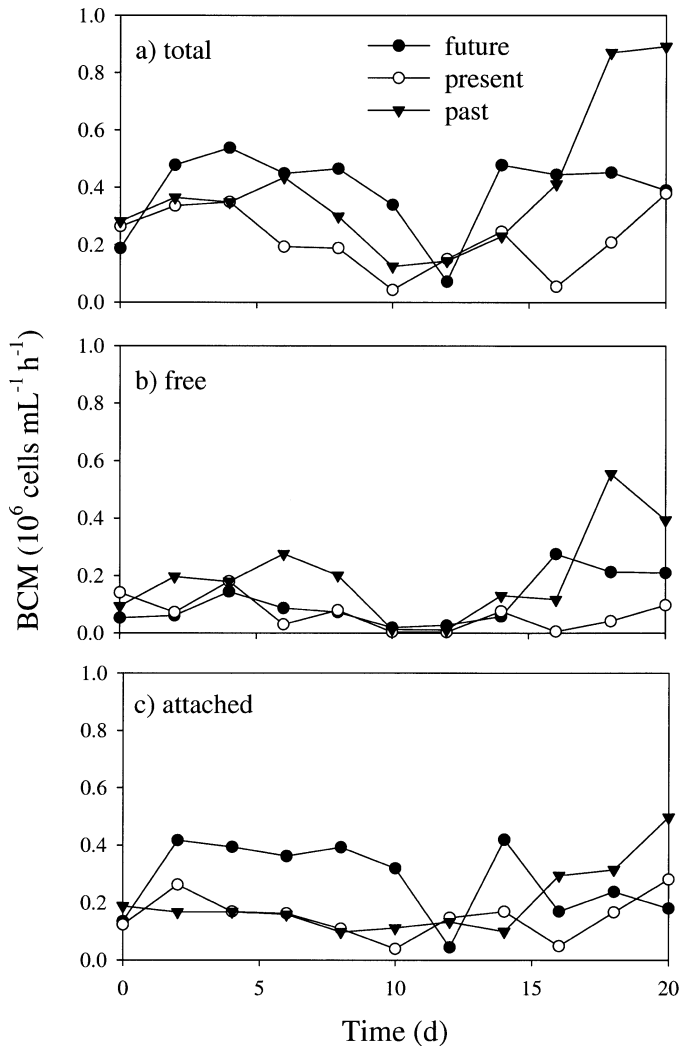 1.0
a) total
future
present
past
0.8
0.6
0.4
0.2
0.0
BCM (10⁶ cells mL⁻¹ h⁻¹)
1.0
b) free
0.8
0.6
0.4
0.2
0.0
1.0
c) attached
0.8
0.6
0.4
0.2
0.0
0 5 10 15 20
Time (d)